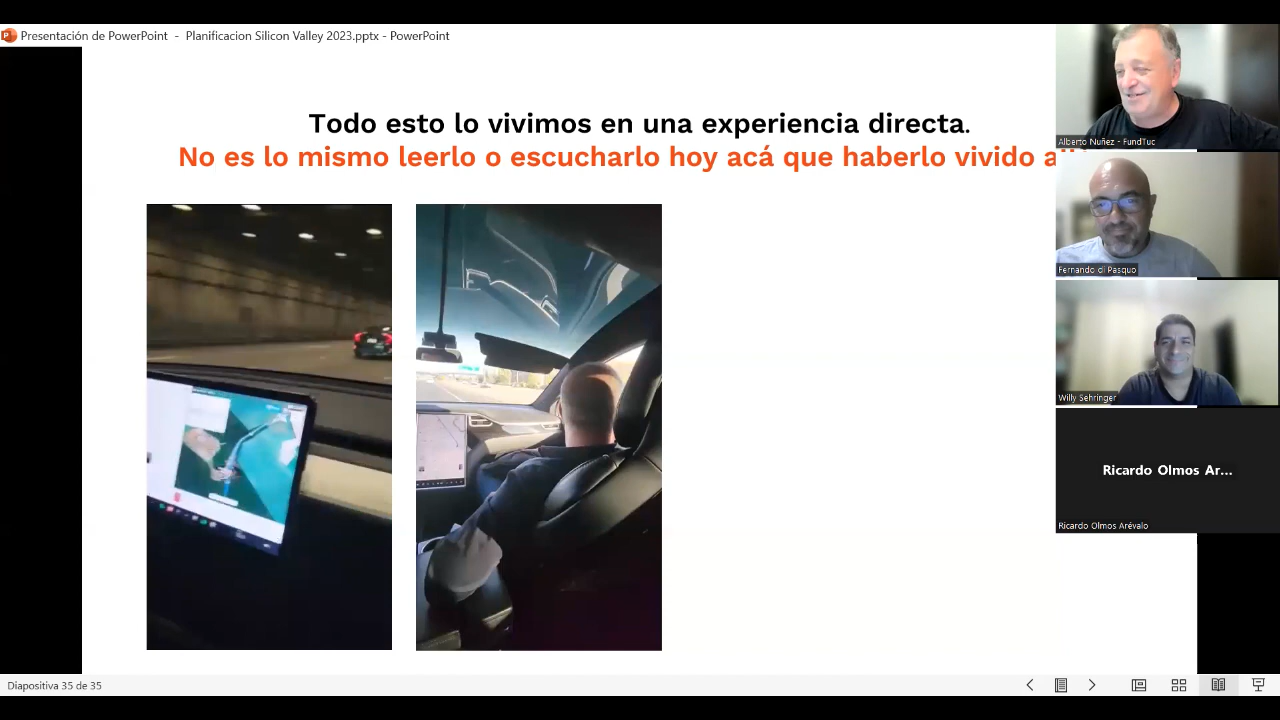 Presentación de PowerPoint - Planificacion Silicon Valley 2023.pptx - PowerPoint
Todo esto lo vivimos en una experiencia directa.
No es lo mismo leerlo o escucharlo hoy acá que haberlo vivido
Alberto Nuñez - FundTuc
Fernando di Pasquo
Willy Sehringer
Ricardo Olmos Ar...
Ricardo Olmos Arévalo
Diapositiva 35 de 35